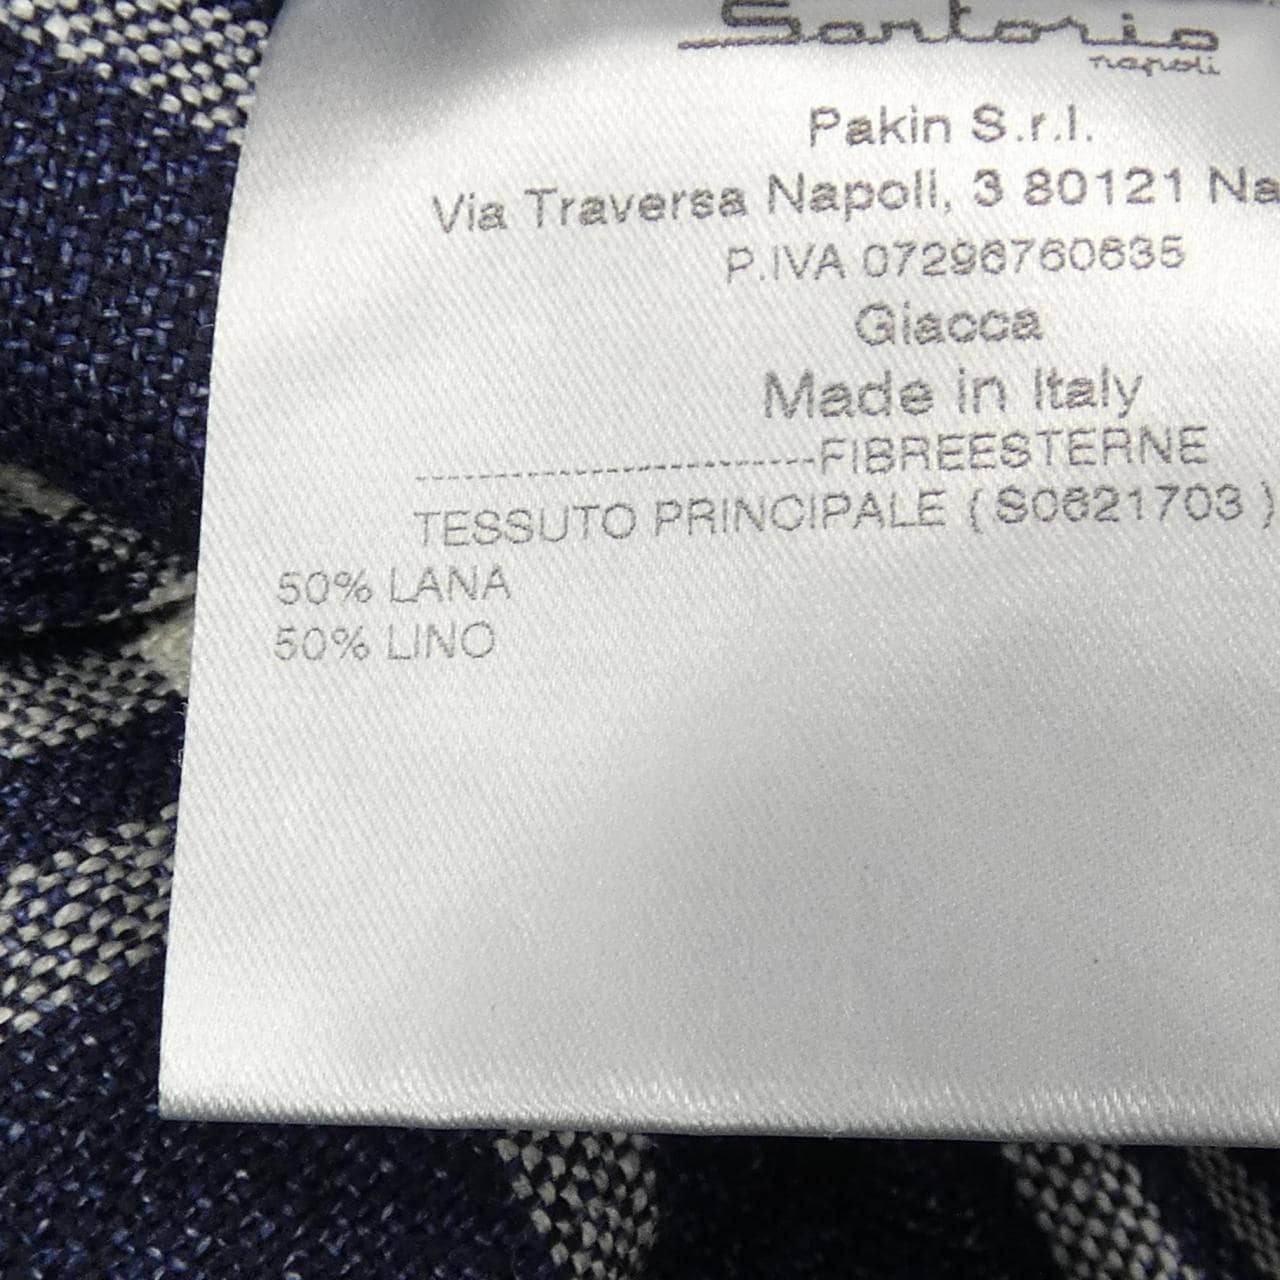 Sartorio
napoli
Pakin S.r.l.
Via Traversa Napoli, 3 80121 Na
P.IVA 07296760635
Giacca
Made in Italy
-----------------------FIBREESTERNE
TESSUTO PRINCIPALE ( S0621703 )
50% LANA
50% LINO